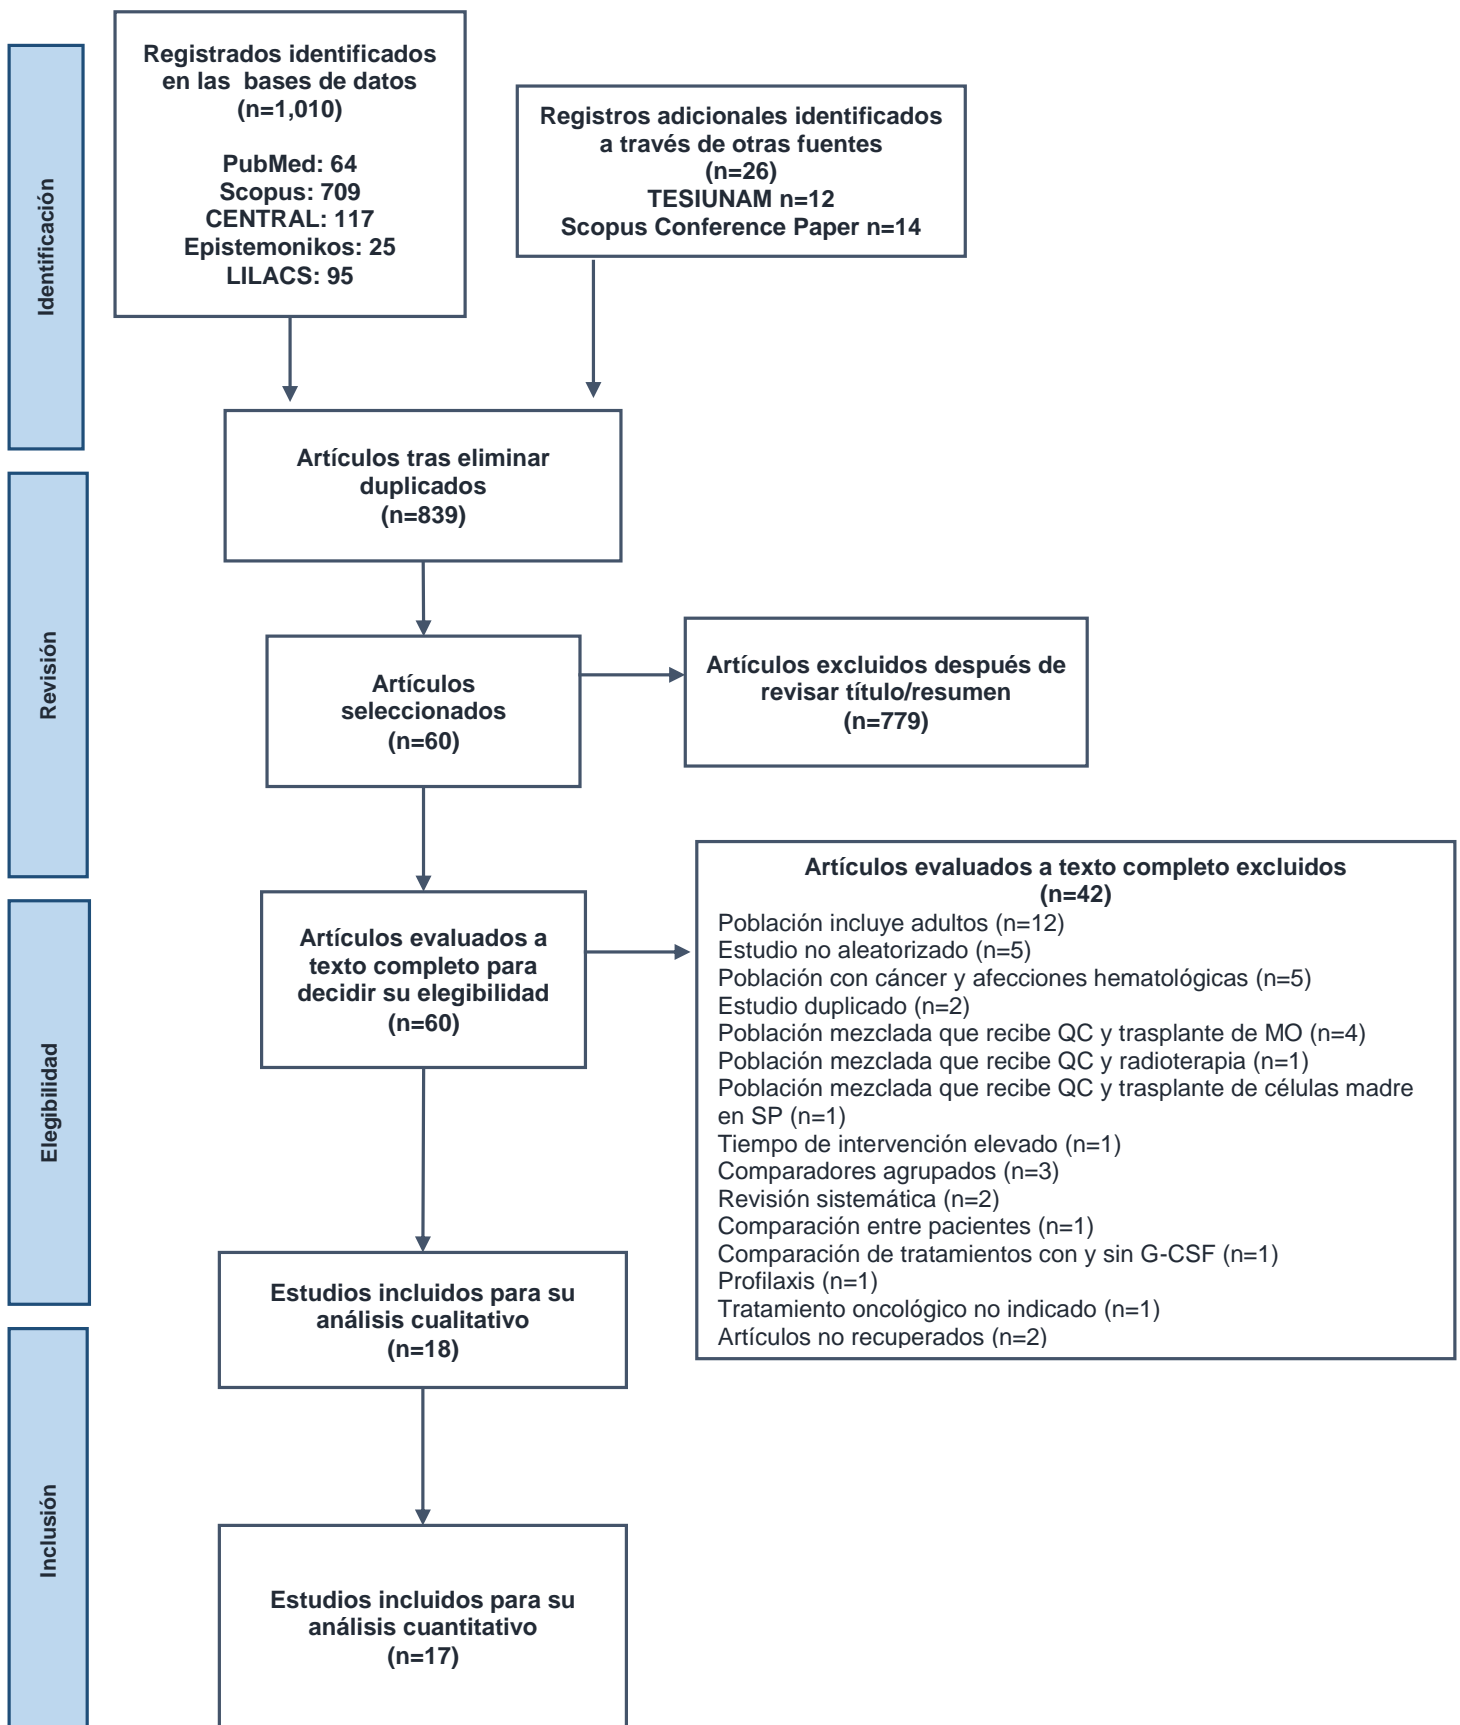 Identificación
Registrados identificados
en las bases de datos
(n=1,010)
PubMed: 64
Scopus: 709
CENTRAL: 117
Epistemonikos: 25
LILACS: 95
Registros adicionales identificados
a través de otras fuentes
(n=26)
TESIUNAM n=12
Scopus Conference Paper n=14
Artículos tras eliminar
duplicados
(n=839)
Revisión
Artículos
seleccionados
(n=60)
Artículos excluidos después de
revisar título/resumen
(n=779)
Elegibilidad
Artículos evaluados a
texto completo para
decidir su elegibilidad
(n=60)
Artículos evaluados a texto completo excluidos
(n=42)
Población incluye adultos (n=12)
Estudio no aleatorizado (n=5)
Población con cáncer y afecciones hematológicas (n=5)
Estudio duplicado (n=2)
Población mezclada que recibe QC y trasplante de MO (n=4)
Población mezclada que recibe QC y radioterapia (n=1)
Población mezclada que recibe QC y trasplante de células madre
en SP (n=1)
Tiempo de intervención elevado (n=1)
Comparadores agrupados (n=3)
Revisión sistemática (n=2)
Comparación entre pacientes (n=1)
Comparación de tratamientos con y sin G-CSF (n=1)
Profilaxis (n=1)
Tratamiento oncológico no indicado (n=1)
Artículos no recuperados (n=2)
Estudios incluidos para su
análisis cualitativo
(n=18)
Inclusión
Estudios incluidos para su
análisis cuantitativo
(n=17)